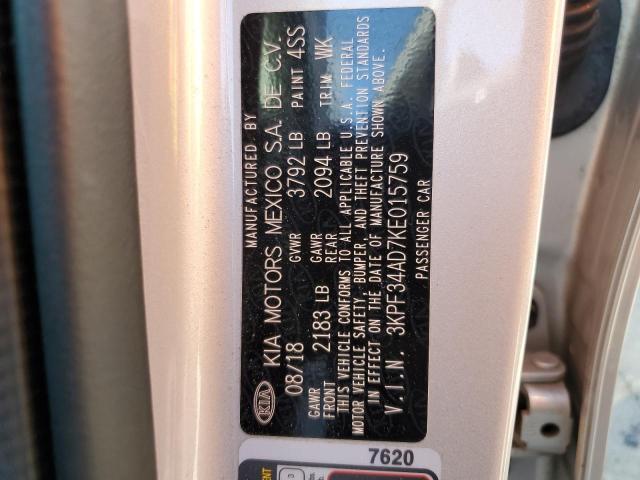 MANUFACTURED BY
KIA KIA MOTORS MEXICO S.A. DE C.V.
08/18 GVWR 3792 LB PAINT 4SS
GAWR FRONT 2183 LB GAWR REAR 2094 LB TRIM WK
THIS VEHICLE CONFORMS TO ALL APPLICABLE U.S.A. FEDERAL
MOTOR VEHICLE SAFETY, BUMPER, AND THEFT PREVENTION STANDARDS
IN EFFECT ON THE DATE OF MANUFACTURE SHOWN ABOVE.
V.I.N. 3KPF34AD7KE015759
PASSENGER CAR
7620